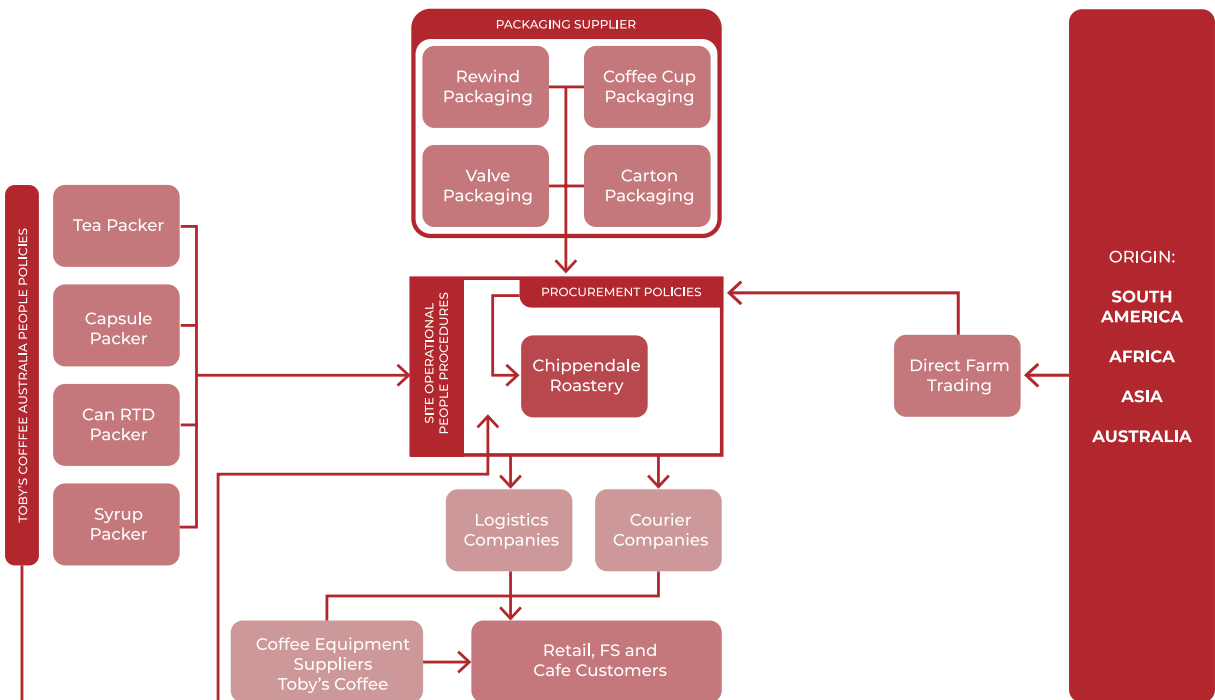 PACKAGING SUPPLIER
Rewind
Packaging
Coffee Cup
Packaging
Valve
Packaging
Carton
Packaging
TOBY'S COFFFEE AUSTRALIA PEOPLE POLICIES
Tea Packer
Capsule
Packer
Can RTD
Packer
Syrup
Packer
SITE OPERATIONAL
PEOPLE PROCEDURES
PROCUREMENT POLICIES
Chippendale
Roastery
Direct Farm
Trading
ORIGIN:
SOUTH
AMERICA
AFRICA
ASIA
AUSTRALIA
Logistics
Companies
Courier
Companies
Coffee Equipment
Suppliers
Toby's Coffee
Retail, FS and
Cafe Customers